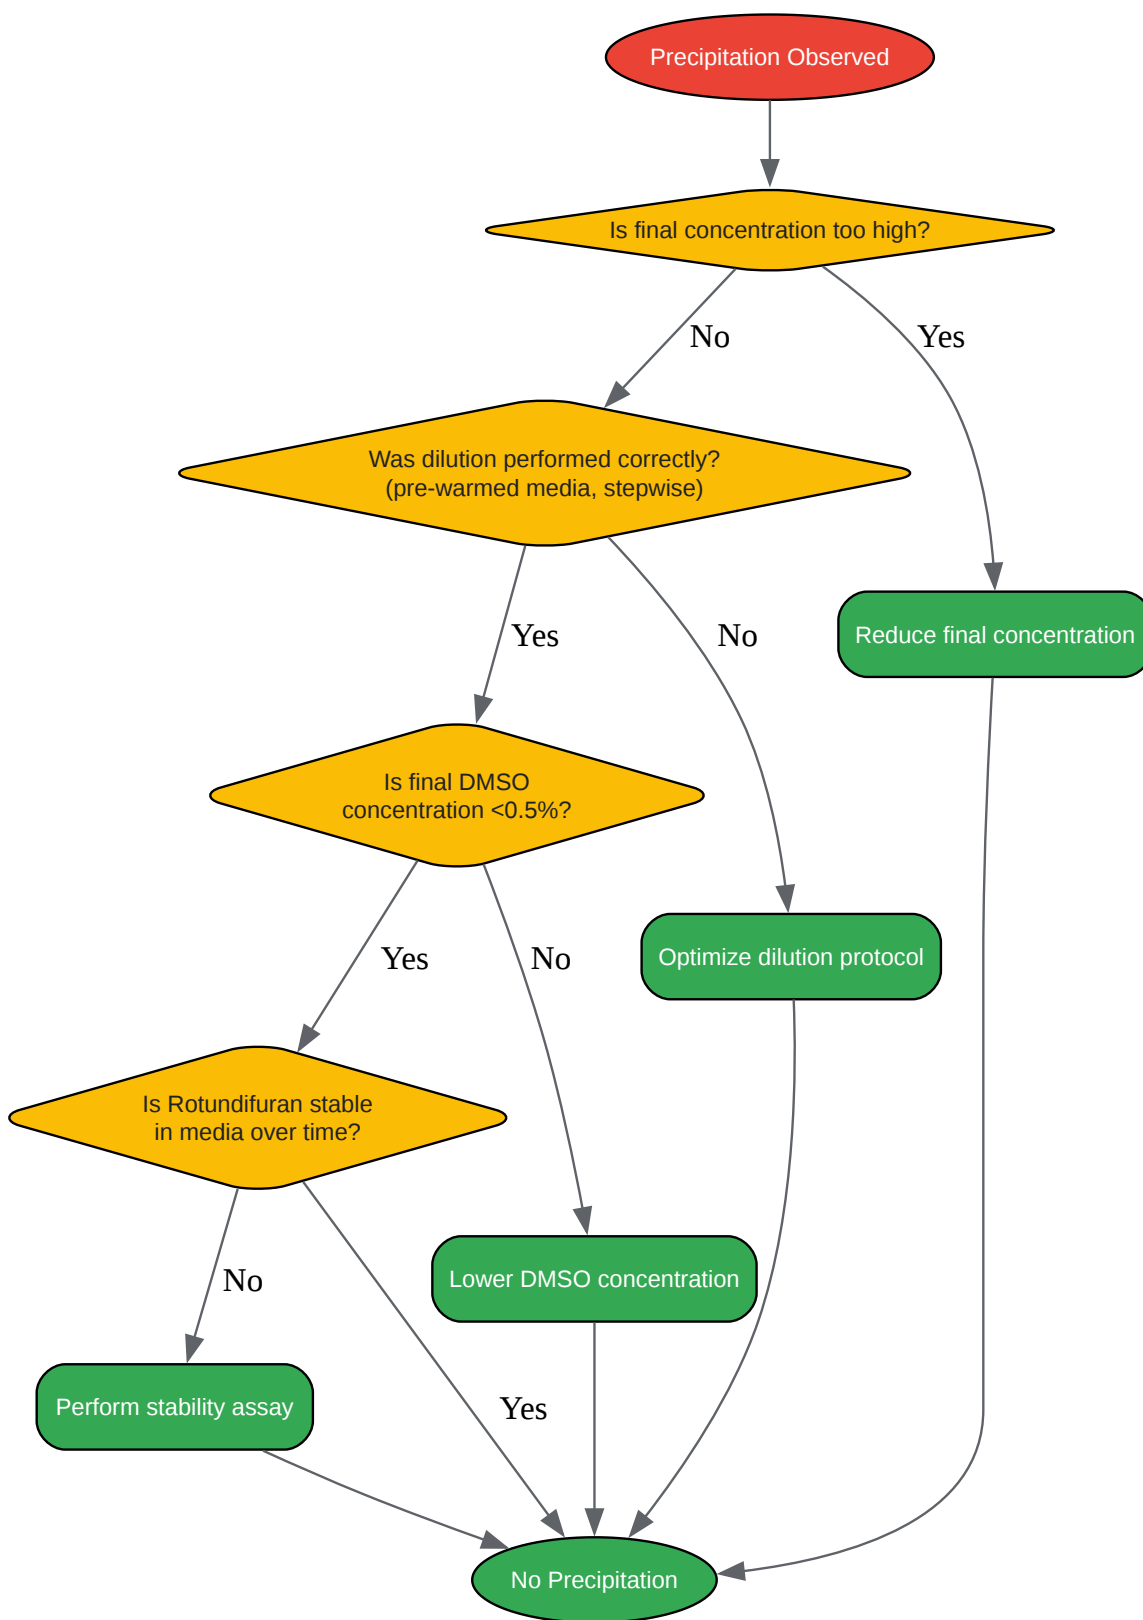 Precipitation Observed
Is final concentration too high?
No
Yes
Was dilution performed correctly?
(pre-warmed media, stepwise)
Reduce final concentration
Yes
No
Is final DMSO
concentration <0.5%?
Optimize dilution protocol
Yes
No
Is Rotundifuran stable
in media over time?
Lower DMSO concentration
No
Perform stability assay
Yes
No Precipitation